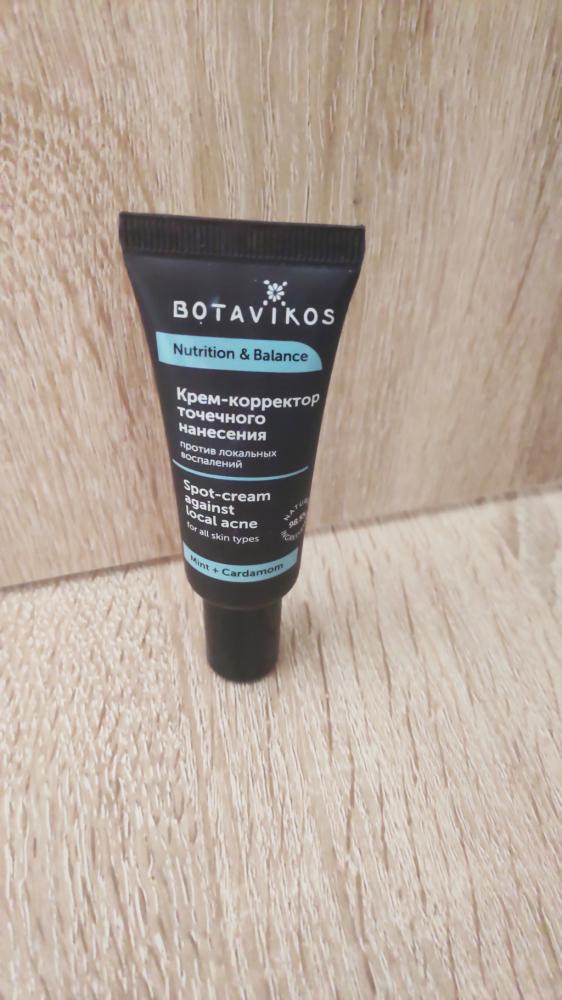 BOTAVIKOS
Nutrition & Balance
Крем-корректор
точечного
нанесения
против локальных
воспалений
Spot-cream
against
local acne
for all skin types
Mint + Cardamom